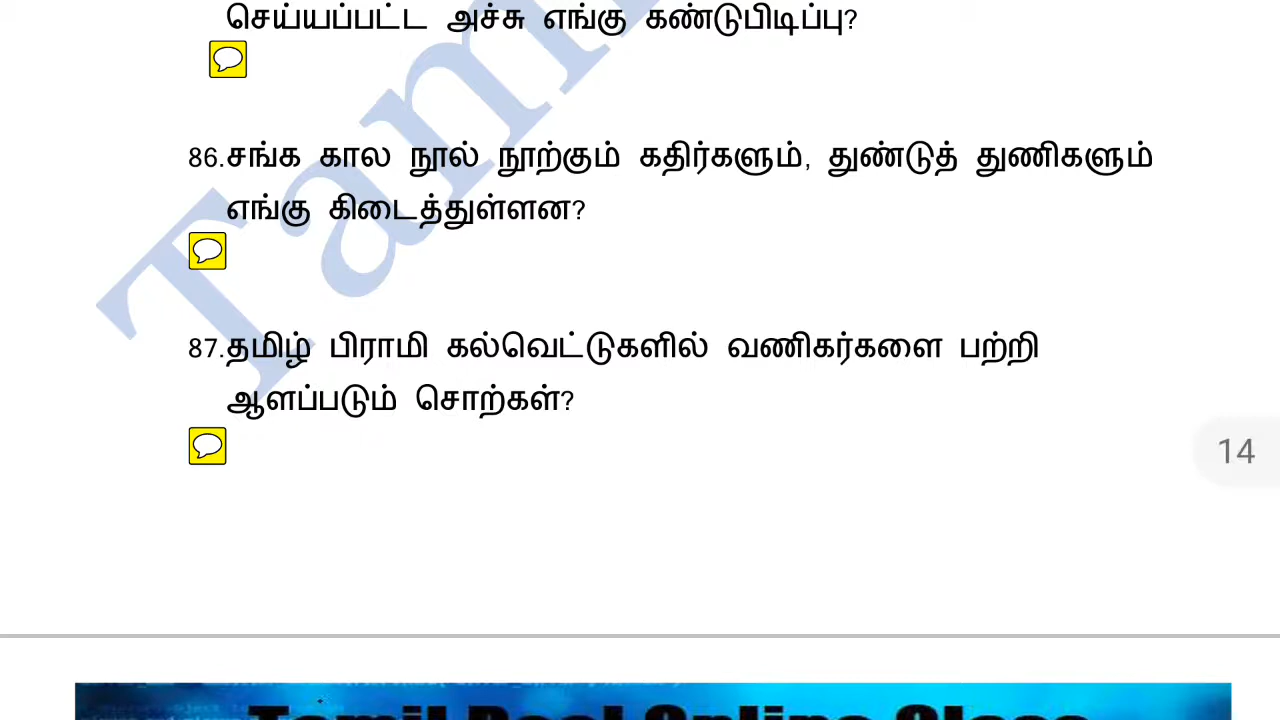 செய்யப்பட்ட அச்சு எங்கு கண்டுபிடிப்பு?
86.சங்க கால நூல் நூற்கும் கதிர்களும், துண்டுத் துணிகளும்
எங்கு கிடைத்துள்ளன?
87.தமிழ் பிராமி கல்வெட்டுகளில் வணிகர்களை பற்றி
ஆளப்படும் சொற்கள்?
14
Tami